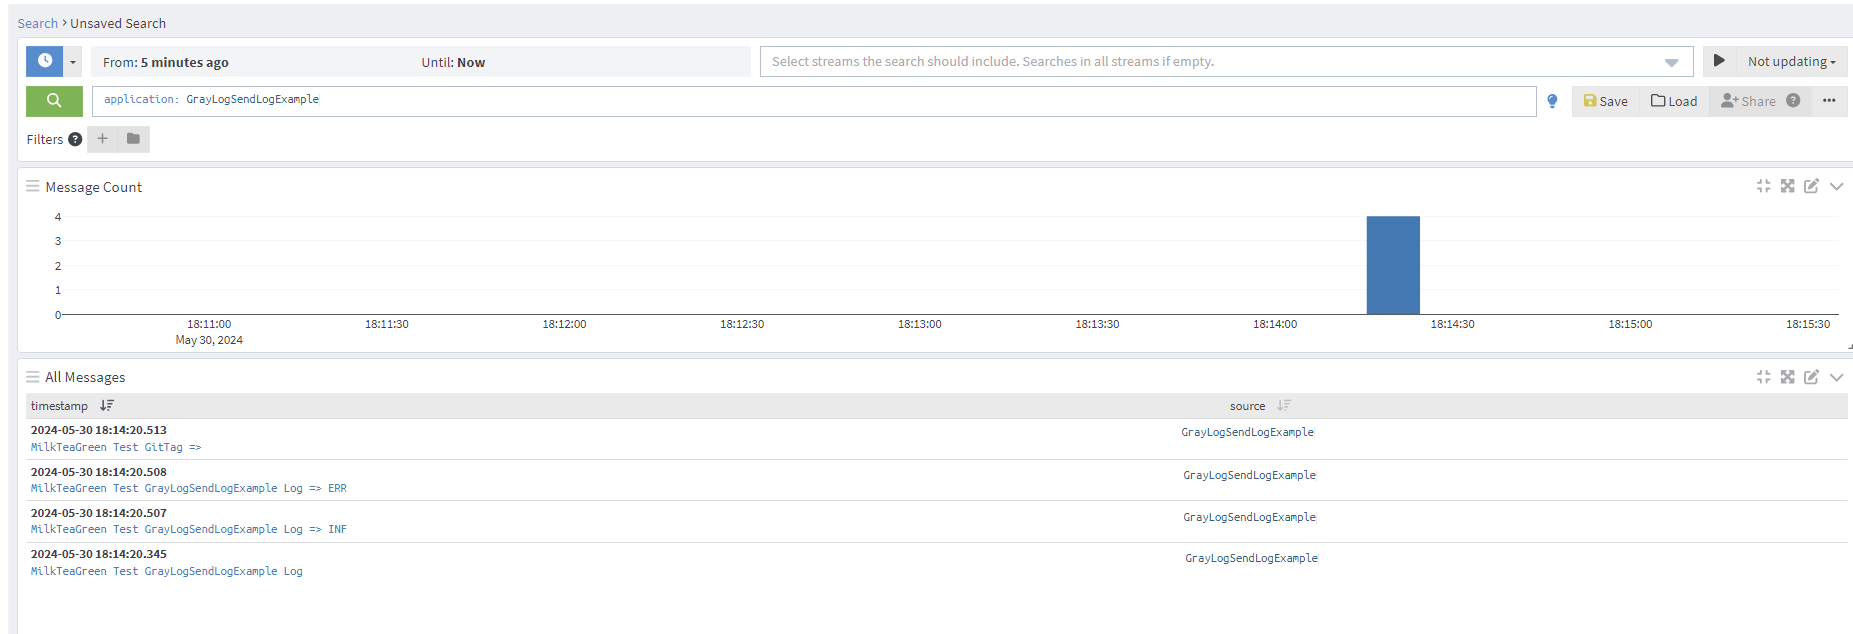 Search > Unsaved Search
From: 5 minutes ago Until: Now Select streams the search should include. Searches in all streams if empty. Not updating
application: GrayLogSendLogExample Save Load Share ?
Filters ? +
Message Count
4
3
2
1
0
18:11:00 18:11:30 18:12:00 18:12:30 18:13:00 18:13:30 18:14:00 18:14:30 18:15:00 18:15:30
May 30, 2024
All Messages
timestamp source
2024-05-30 18:14:20.513 GrayLogSendLogExample
MilkTeaGreen Test GitTag =>
2024-05-30 18:14:20.508 GrayLogSendLogExample
MilkTeaGreen Test GrayLogSendLogExample Log => ERR
2024-05-30 18:14:20.507 GrayLogSendLogExample
MilkTeaGreen Test GrayLogSendLogExample Log => INF
2024-05-30 18:14:20.345 GrayLogSendLogExample
MilkTeaGreen Test GrayLogSendLogExample Log